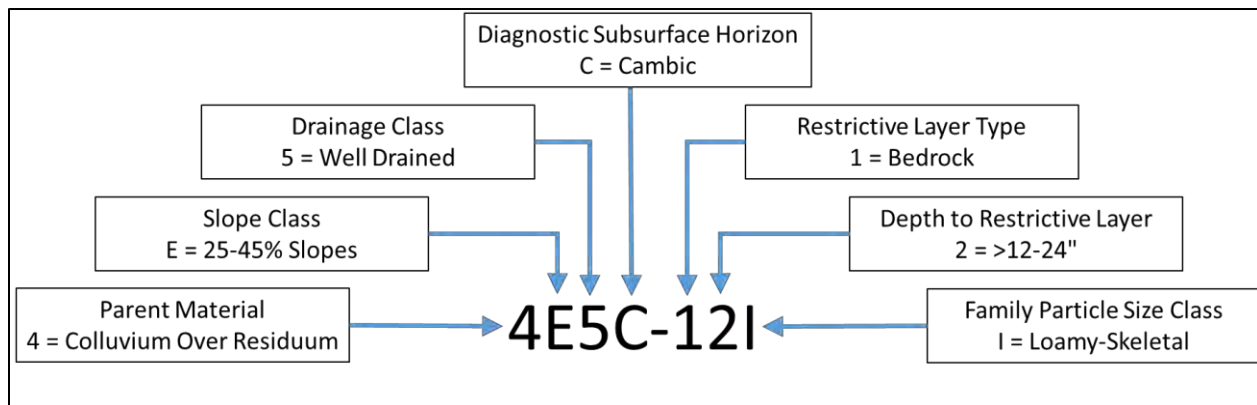 Diagnostic Subsurface Horizon
C = Cambic
Drainage Class
5 = Well Drained
Restrictive Layer Type
1 = Bedrock
Slope Class
E = 25-45% Slopes
Depth to Restrictive Layer
2 = >12-24"
Parent Material
4 = Colluvium Over Residuum
4E5C-12I
Family Particle Size Class
I = Loamy-Skeletal